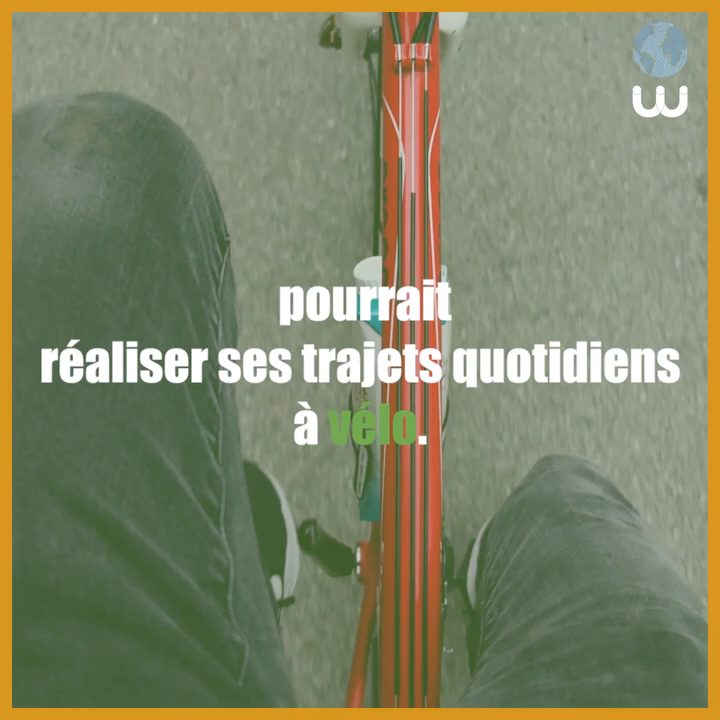 pourrait
réaliser ses trajets quotidiens
à vélo.